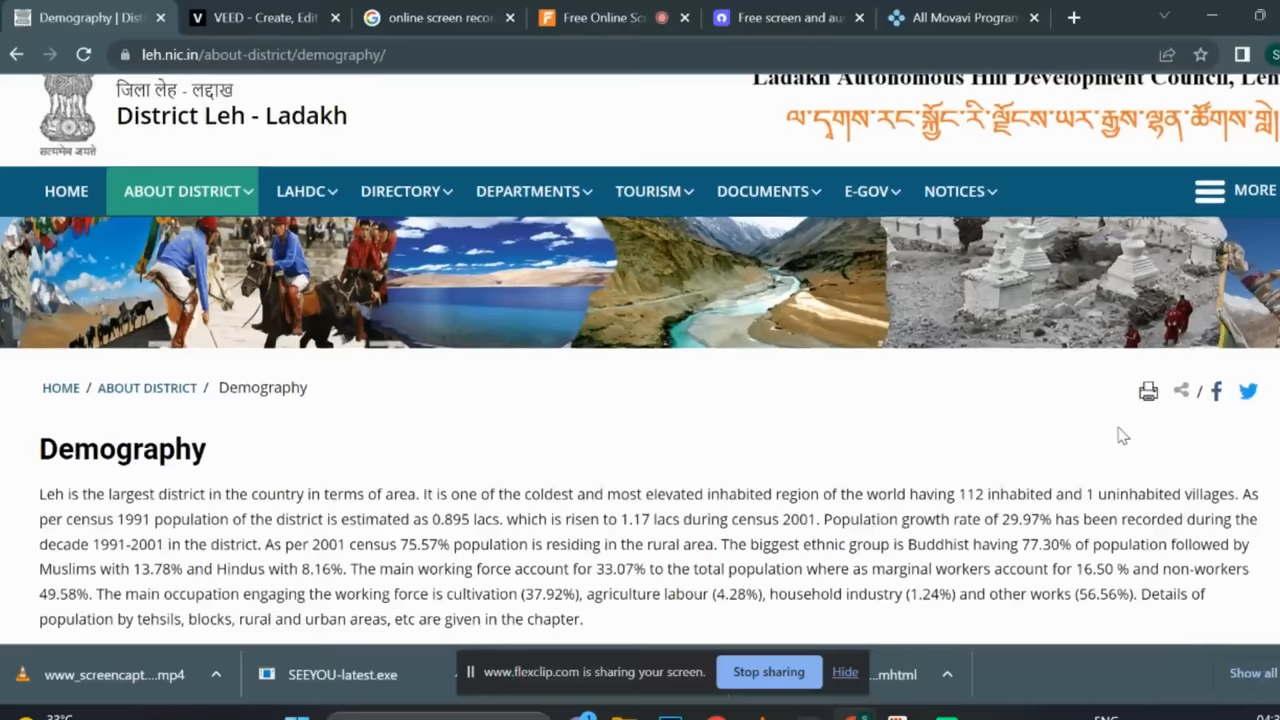 Demography | Dist
VEED - Create, Edit
online screen reco
Free Online Sc
Free screen and au
All Movavi Program
leh.nic.in/about-district/demography/
सत्यमेव जयते
जिला लेह - लद्दाख
District Leh - Ladakh
Ladakh Autonomous Hill Development Council, Leh
ལ་དྭགས་རང་སྐྱོང་རི་ལྗོངས་ཡར་རྒྱས་ལྷན་ཚོགས་གླེ།
HOME ABOUT DISTRICT LAHDC DIRECTORY DEPARTMENTS TOURISM DOCUMENTS E-GOV NOTICES MORE
HOME / ABOUT DISTRICT / Demography
Demography
Leh is the largest district in the country in terms of area. It is one of the coldest and most elevated inhabited region of the world having 112 inhabited and 1 uninhabited villages. As
per census 1991 population of the district is estimated as 0.895 lacs. which is risen to 1.17 lacs during census 2001. Population growth rate of 29.97% has been recorded during the
decade 1991-2001 in the district. As per 2001 census 75.57% population is residing in the rural area. The biggest ethnic group is Buddhist having 77.30% of population followed by
Muslims with 13.78% and Hindus with 8.16%. The main working force account for 33.07% to the total population where as marginal workers account for 16.50 % and non-workers
49.58%. The main occupation engaging the working force is cultivation (37.92%), agriculture labour (4.28%), household industry (1.24%) and other works (56.56%). Details of
population by tehsils, blocks, rural and urban areas, etc are given in the chapter.
www_screencapt....mp4
SEEYOU-latest.exe
www.flexclip.com is sharing your screen.
Stop sharing
Hide
...mhtml
Show all
33°C
ENG